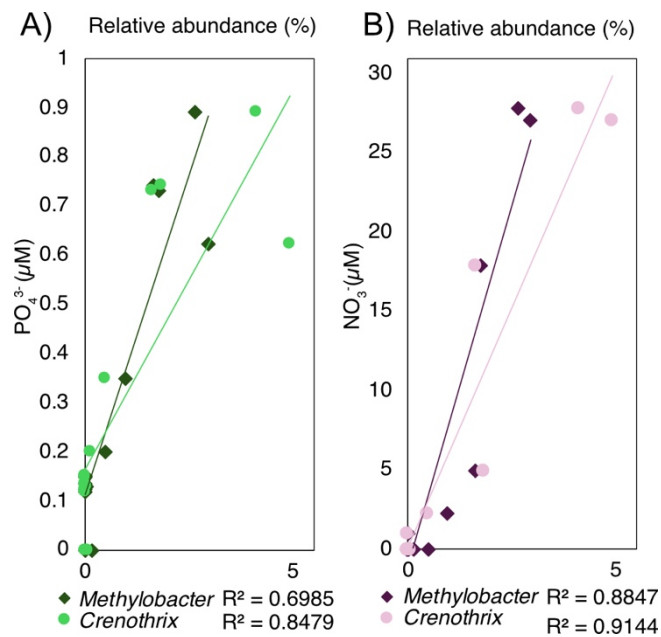 A) Relative abundance (%)
1
0.9
0.8
0.7
0.6
0.5
0.4
0.3
0.2
0.1
0
PO₄³⁻ (µM)
0 5
Methylobacter R² = 0.6985
Crenothrix R² = 0.8479
B) Relative abundance (%)
30
25
20
15
10
5
0
NO₃⁻ (µM)
0 5
Methylobacter R² = 0.8847
Crenothrix R² = 0.9144